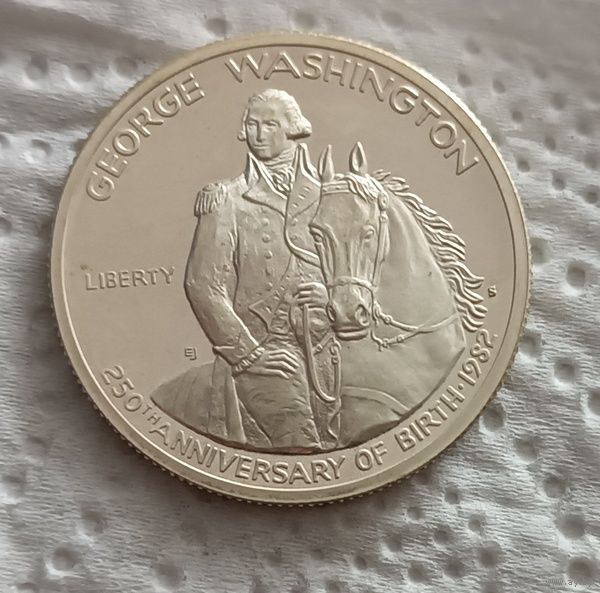 GEORGE WASHINGTON
LIBERTY
S
EJ
250TH ANNIVERSARY OF BIRTH · 1982